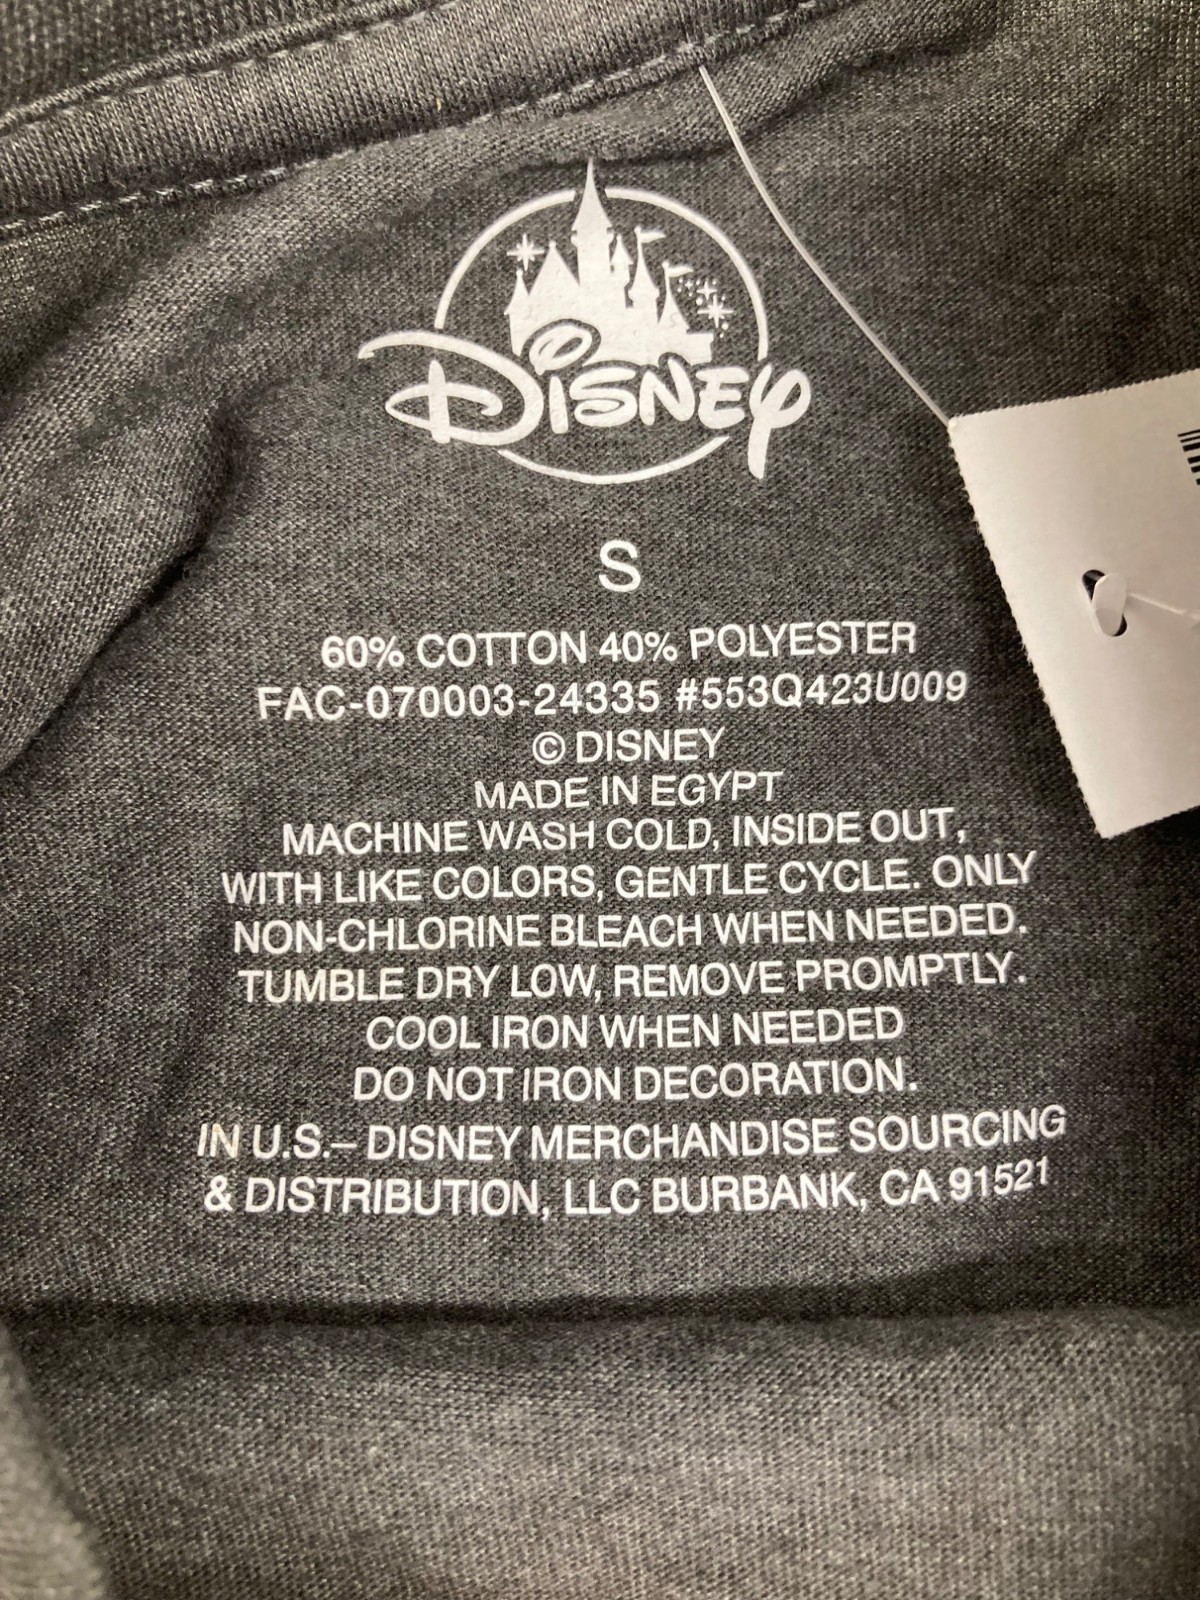 DISNEY
S
60% COTTON 40% POLYESTER
FAC-070003-24335 #553Q423U009
© DISNEY
MADE IN EGYPT
MACHINE WASH COLD, INSIDE OUT,
WITH LIKE COLORS, GENTLE CYCLE. ONLY
NON-CHLORINE BLEACH WHEN NEEDED.
TUMBLE DRY LOW, REMOVE PROMPTLY.
COOL IRON WHEN NEEDED
DO NOT IRON DECORATION.
IN U.S.– DISNEY MERCHANDISE SOURCING
& DISTRIBUTION, LLC BURBANK, CA 91521